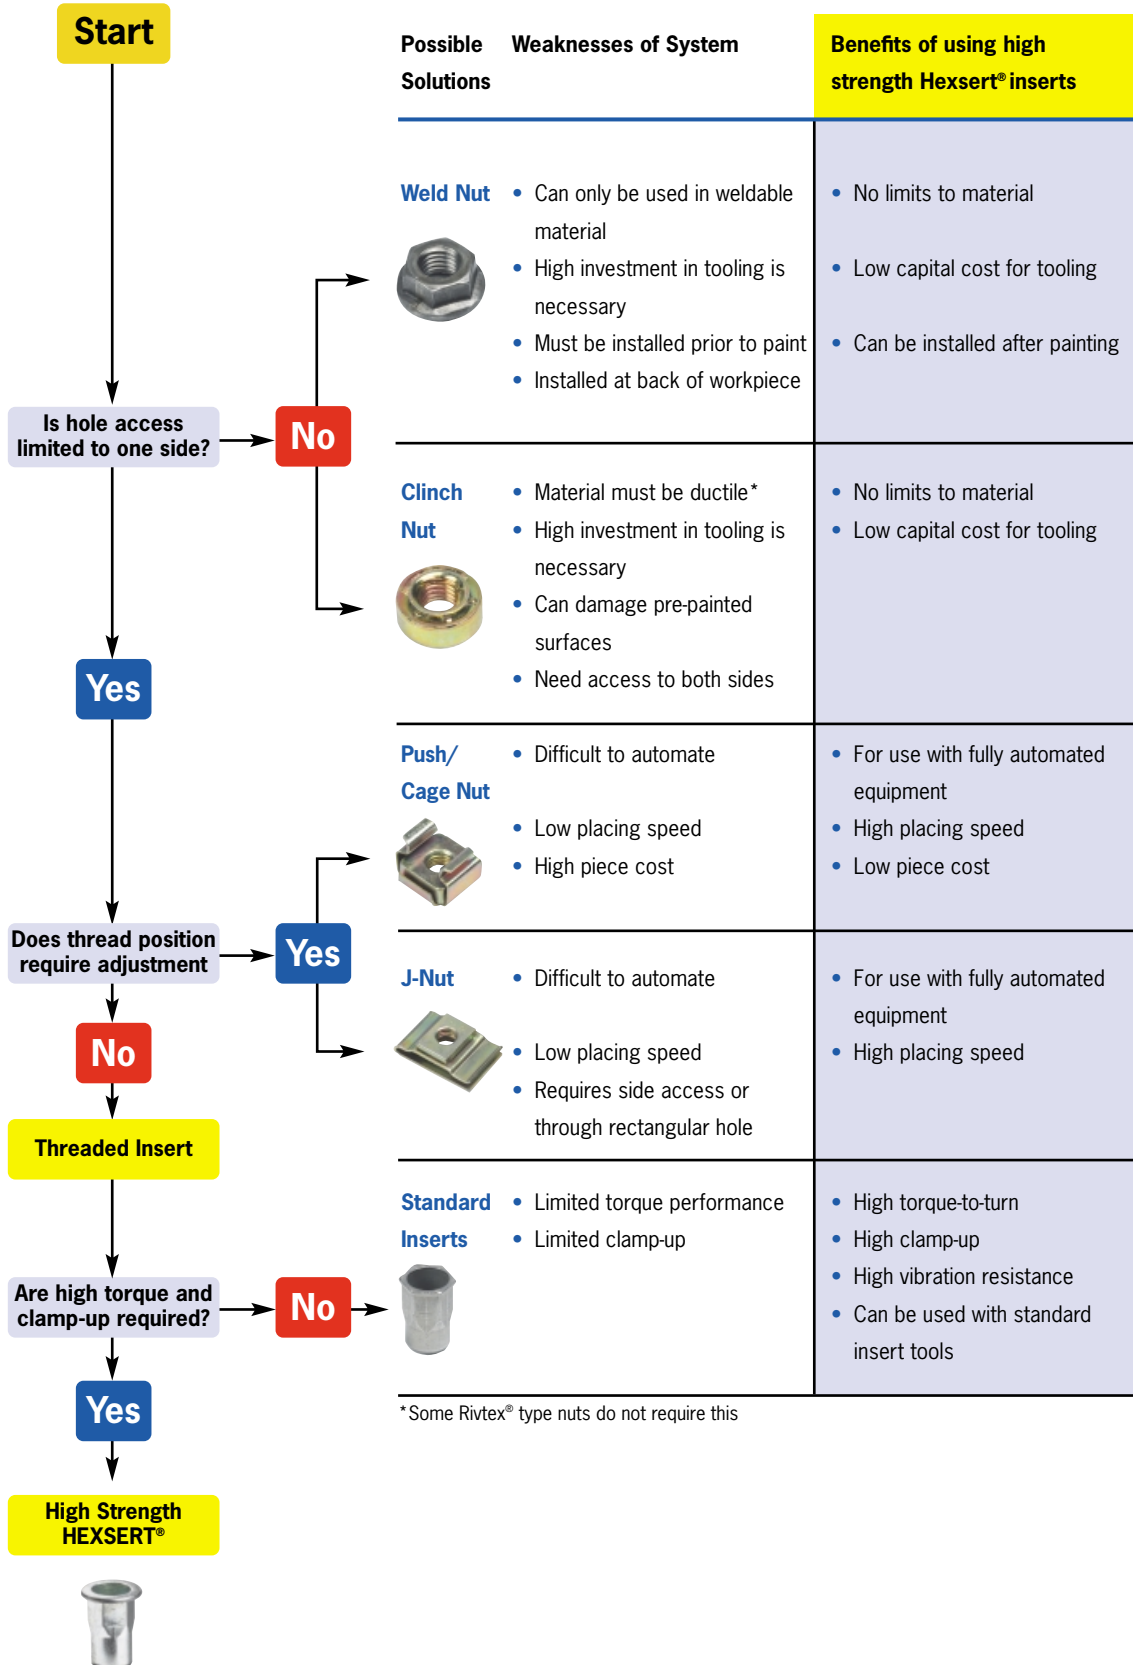 Start
Possible
Solutions
Weaknesses of System
Benefits of using high
strength Hexsert® inserts
Weld Nut
• Can only be used in weldable
material
• High investment in tooling is
necessary
• Must be installed prior to paint
• Installed at back of workpiece
• No limits to material
• Low capital cost for tooling
• Can be installed after painting
Is hole access
limited to one side?
No
Clinch
Nut
• Material must be ductile*
• High investment in tooling is
necessary
• Can damage pre-painted
surfaces
• Need access to both sides
• No limits to material
• Low capital cost for tooling
Yes
Push/
Cage Nut
• Difficult to automate
• Low placing speed
• High piece cost
• For use with fully automated
equipment
• High placing speed
• Low piece cost
Does thread position
require adjustment
Yes
J-Nut
• Difficult to automate
• Low placing speed
• Requires side access or
through rectangular hole
• For use with fully automated
equipment
• High placing speed
No
Threaded Insert
Standard
Inserts
• Limited torque performance
• Limited clamp-up
• High torque-to-turn
• High clamp-up
• High vibration resistance
• Can be used with standard
insert tools
Are high torque and
clamp-up required?
No
Yes
*Some Rivtex® type nuts do not require this
High Strength
HEXSERT®